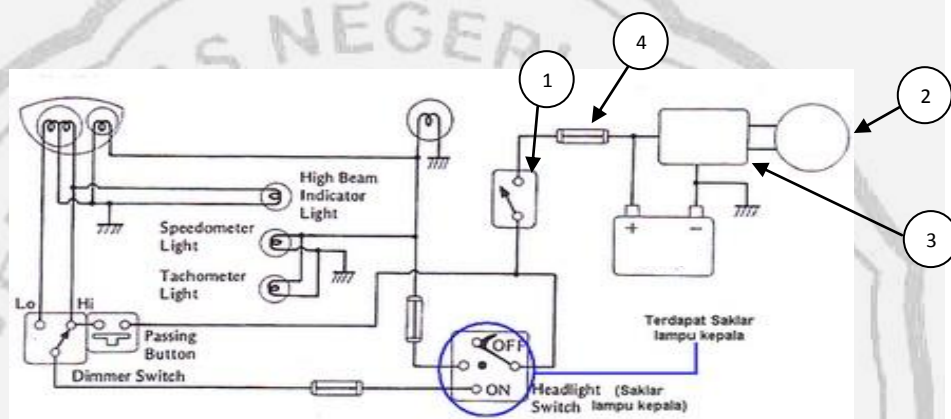 S NEGERI
1
4
2
3
High Beam
Indicator
Light
Speedometer
Light
Tachometer
Light
+ −
Lo Hi
Passing
Button
Dimmer Switch
OFF
ON
Headlight (Saklar
Switch lampu kepala)
Terdapat Saklar
lampu kepala